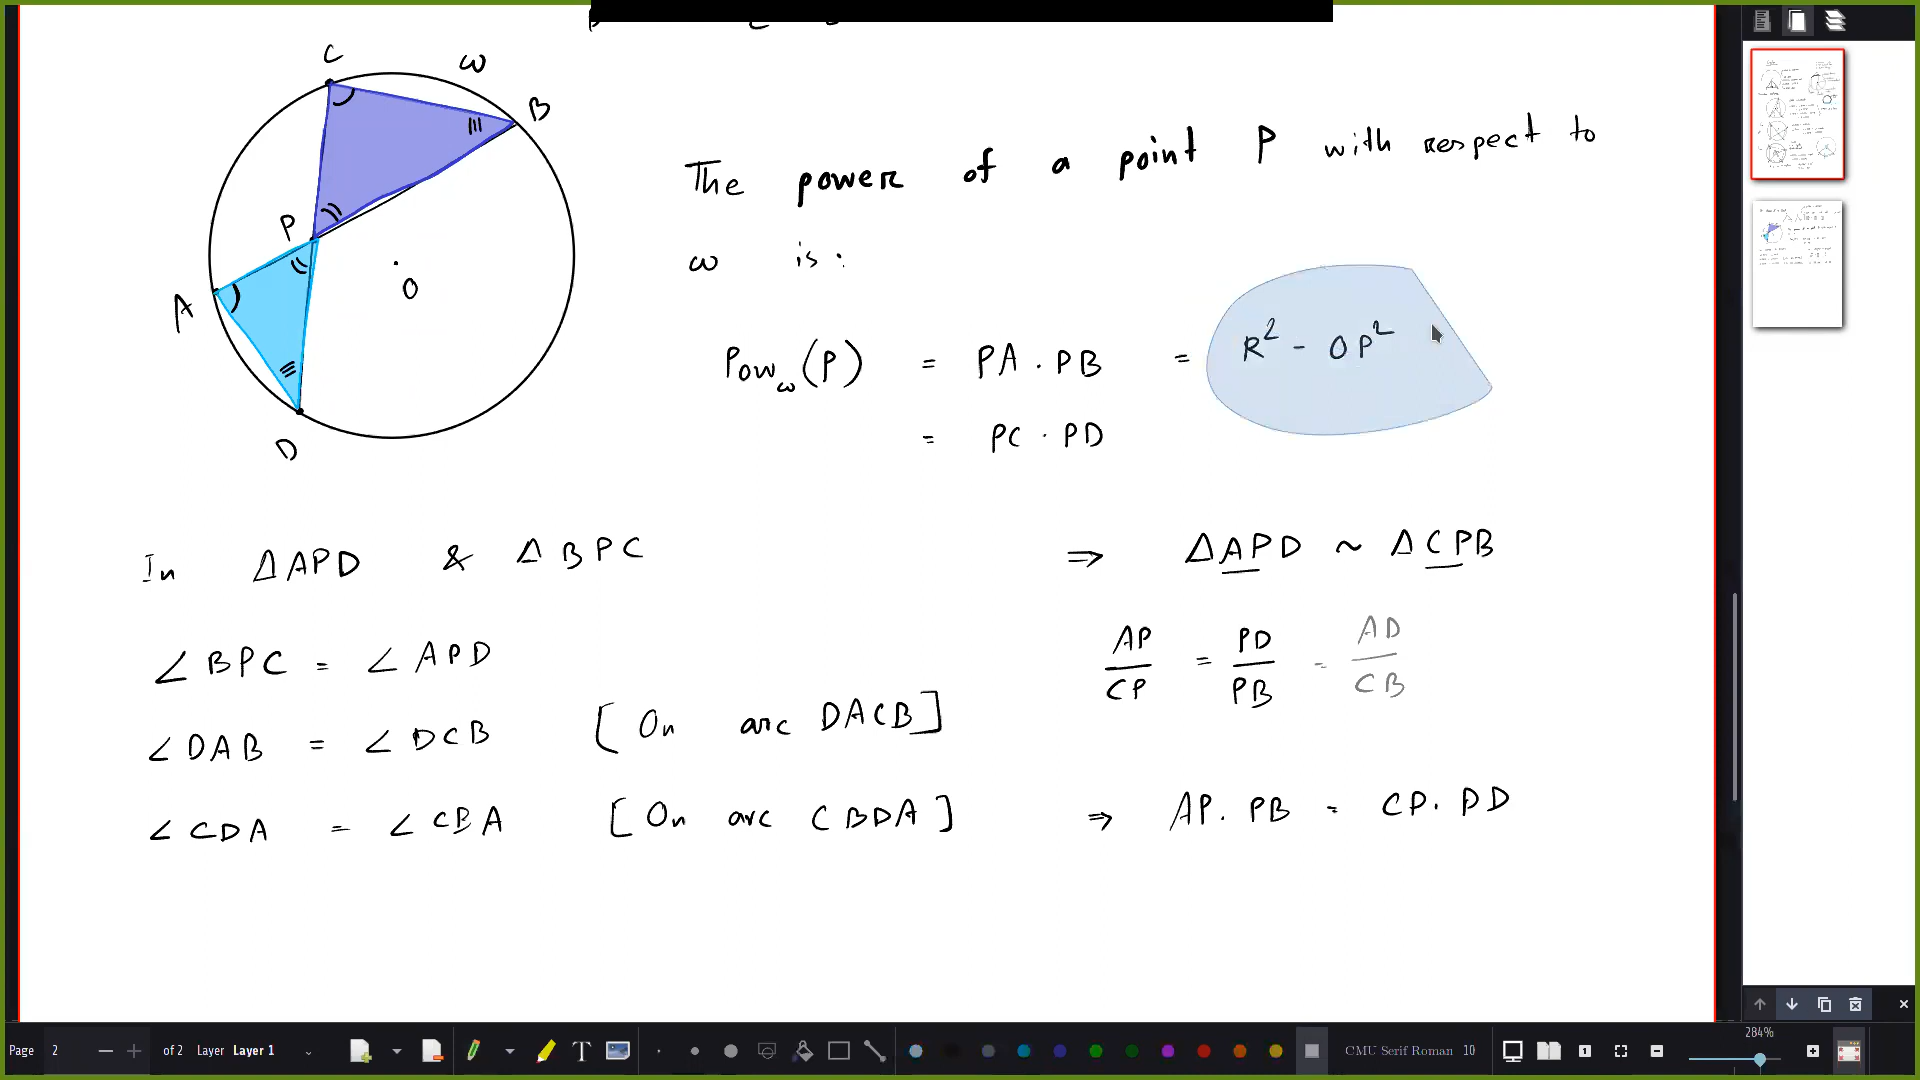 C
ω
B
P
A
O
D
The power of a point P with respect to
ω is :
Pow_ω(P) = PA . PB = R² - OP²
= PC . PD
In ΔAPD & ΔBPC
⇒ ΔAPD ~ ΔCPB
∠BPC = ∠APD
AP/CP = PD/PB = AD/CB
∠DAB = ∠DCB [On arc DACB]
∠CDA = ∠CBA [On arc CBDA]
⇒ AP. PB = CP. PD
Page 2 of 2 Layer Layer 1
T
CMU Serif Roman 10
1
284%